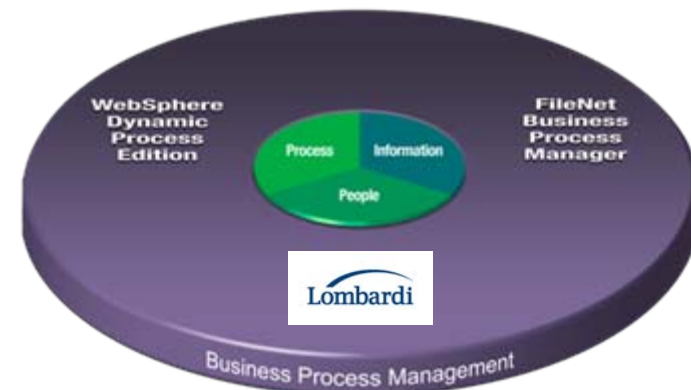 WebSphere
Dynamic
Process
Edition
FileNet
Business
Process
Manager
Process
Information
People
Lombardi
Business Process Management